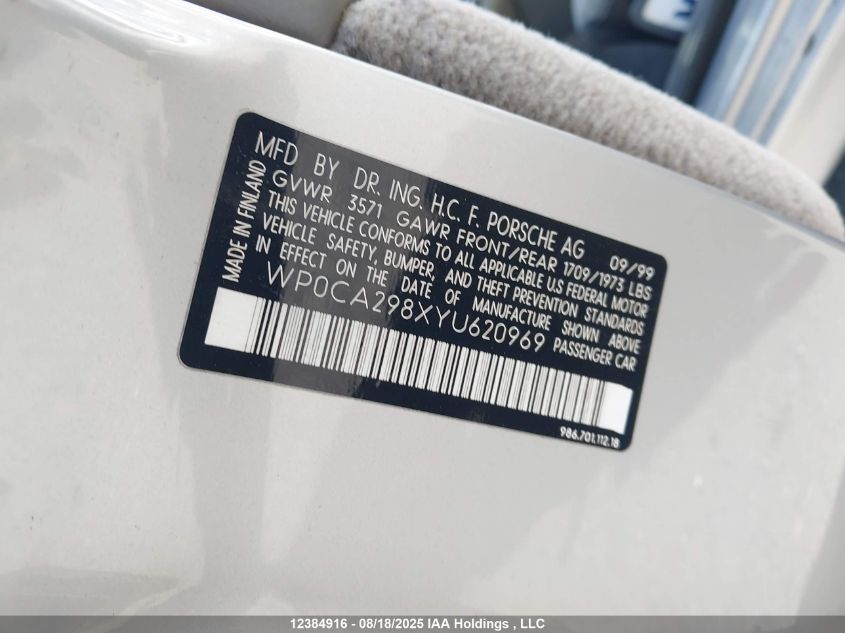 MFD BY DR. ING. H.C. F. PORSCHE AG 09/99
GVWR 3571 GAWR FRONT/REAR 1709/1973 LBS
THIS VEHICLE CONFORMS TO ALL APPLICABLE US FEDERAL MOTOR
VEHICLE SAFETY, BUMPER, AND THEFT PREVENTION STANDARDS
IN EFFECT ON THE DATE OF MANUFACTURE SHOWN ABOVE
WP0CA298XYU620969 PASSENGER CAR
MADE IN FINLAND
986.701.112.18
12384916 - 08/18/2025 IAA Holdings , LLC